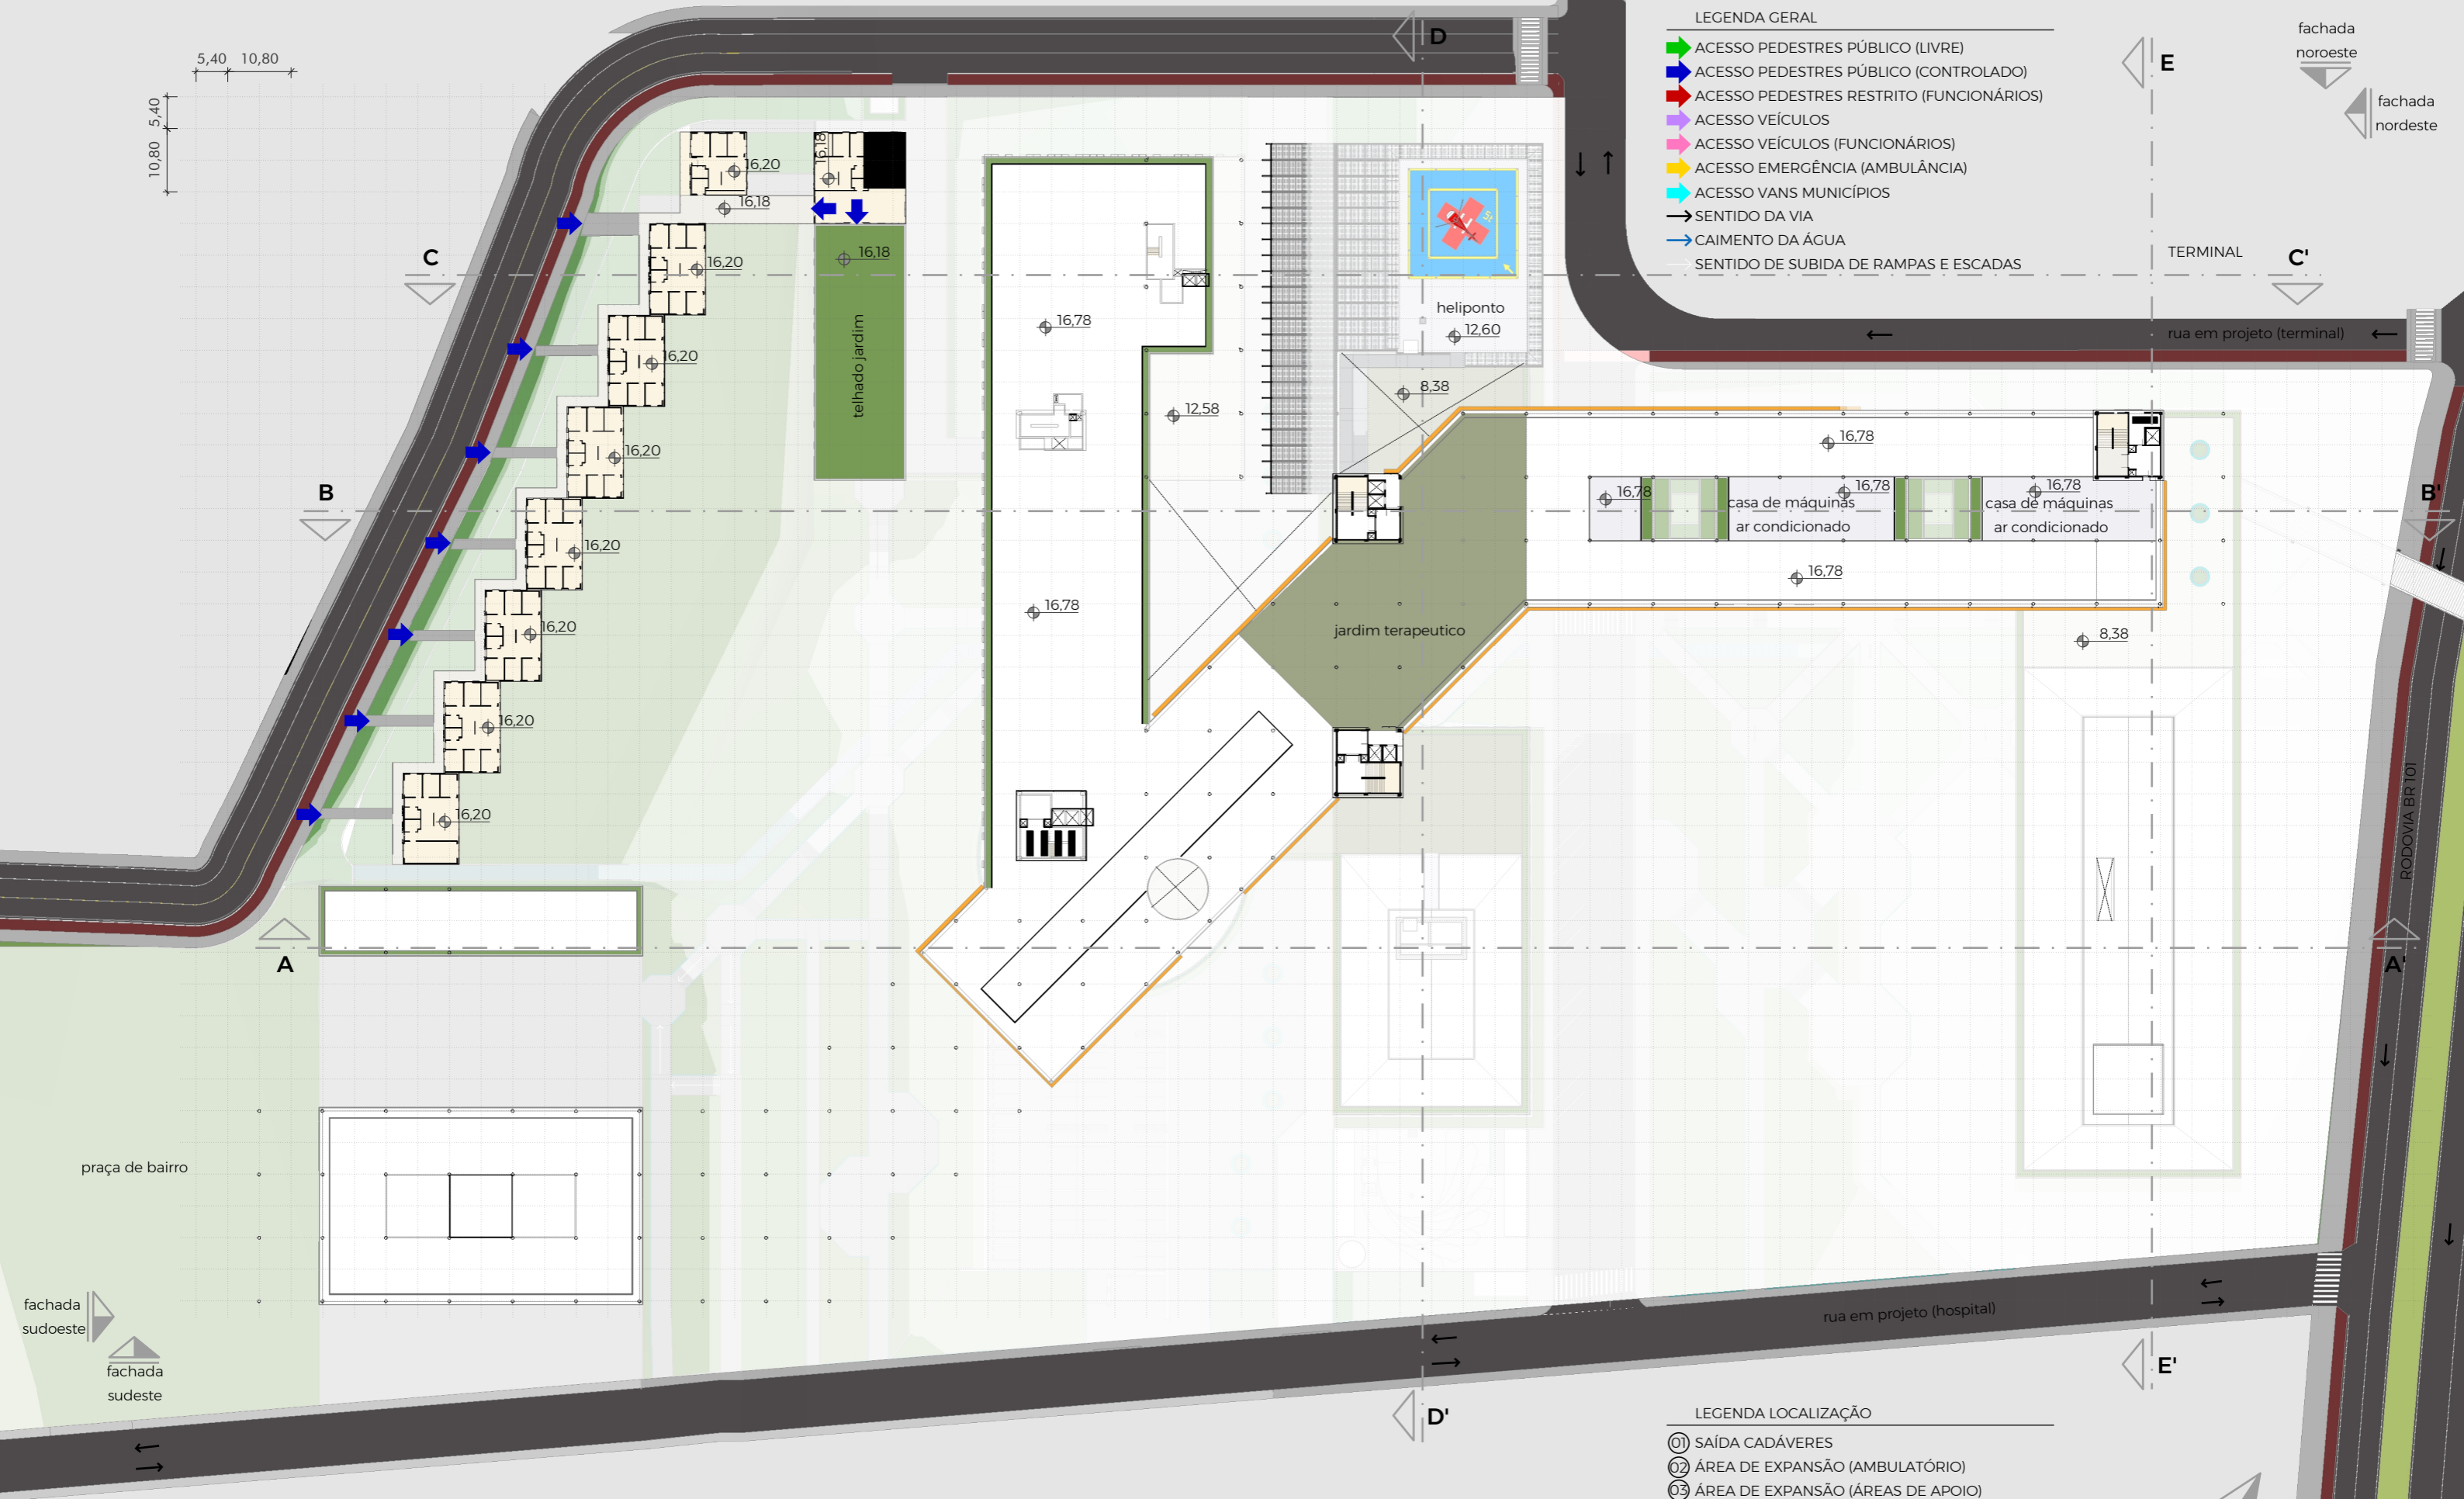 LEGENDA GERAL
ACESSO PEDESTRES PÚBLICO (LIVRE)
ACESSO PEDESTRES PÚBLICO (CONTROLADO)
ACESSO PEDESTRES RESTRITO (FUNCIONÁRIOS)
ACESSO VEÍCULOS
ACESSO VEÍCULOS (FUNCIONÁRIOS)
ACESSO EMERGÊNCIA (AMBULÂNCIA)
ACESSO VANS MUNICÍPIOS
SENTIDO DA VIA
CAIMENTO DA ÁGUA
SENTIDO DE SUBIDA DE RAMPAS E ESCADAS
fachada
noroeste
fachada
nordeste
D
E
5,40 10,80
5,40
10,80
16,20
16,18
16,18
16,18
16,20
16,20
16,20
16,20
16,20
16,20
16,20
telhado jardim
C
TERMINAL
C'
16,78
12,58
16,78
heliponto
12,60
8,38
rua em projeto (terminal)
B
B'
16,78
16,78
16,78
casa de máquinas
ar condicionado
16,78
casa de máquinas
ar condicionado
16,78
jardim terapeutico
8,38
RODOVIA BR 101
A
A'
praça de bairro
fachada
sudoeste
fachada
sudeste
rua em projeto (hospital)
D'
E'
LEGENDA LOCALIZAÇÃO
01 SAÍDA CADÁVERES
02 ÁREA DE EXPANSÃO (AMBULATÓRIO)
03 ÁREA DE EXPANSÃO (ÁREAS DE APOIO)